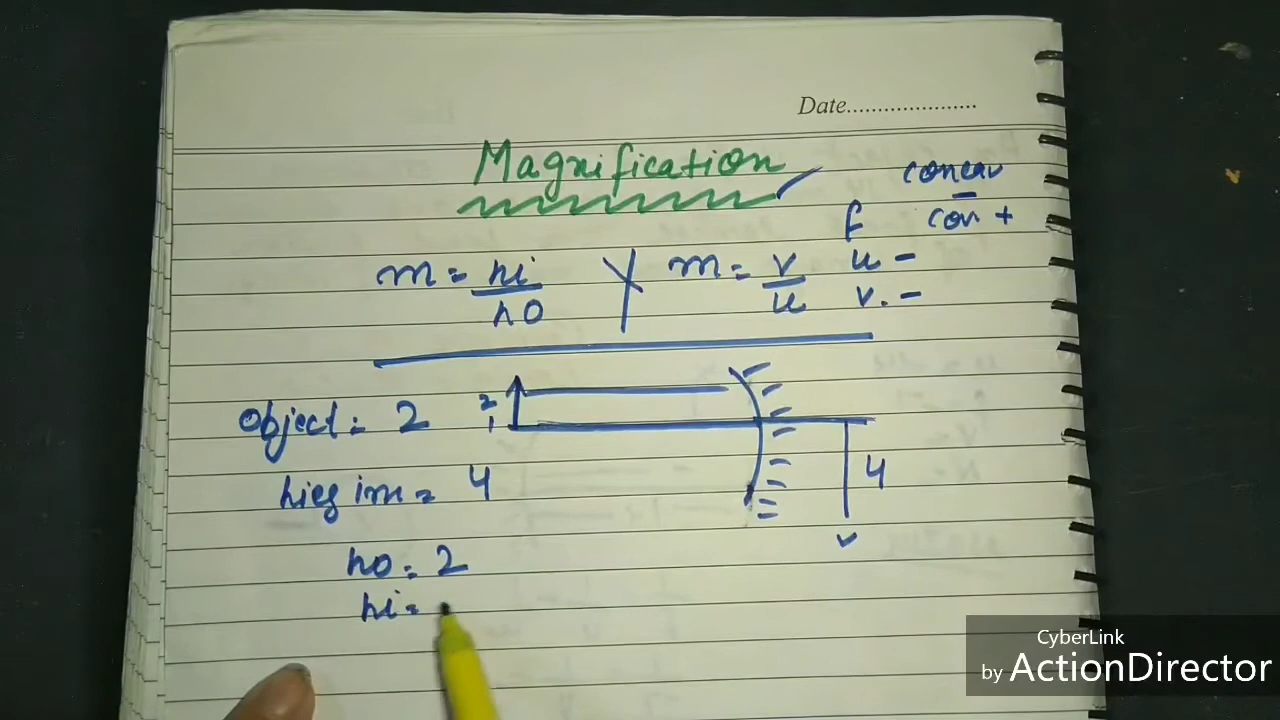 Date....................
Magnification
concav
-
f con +
m = hi / ho m = v / u u -
v. -
object = 2 2 1
hieg im = 4 4
ho = 2
hi =
CyberLink
by ActionDirector